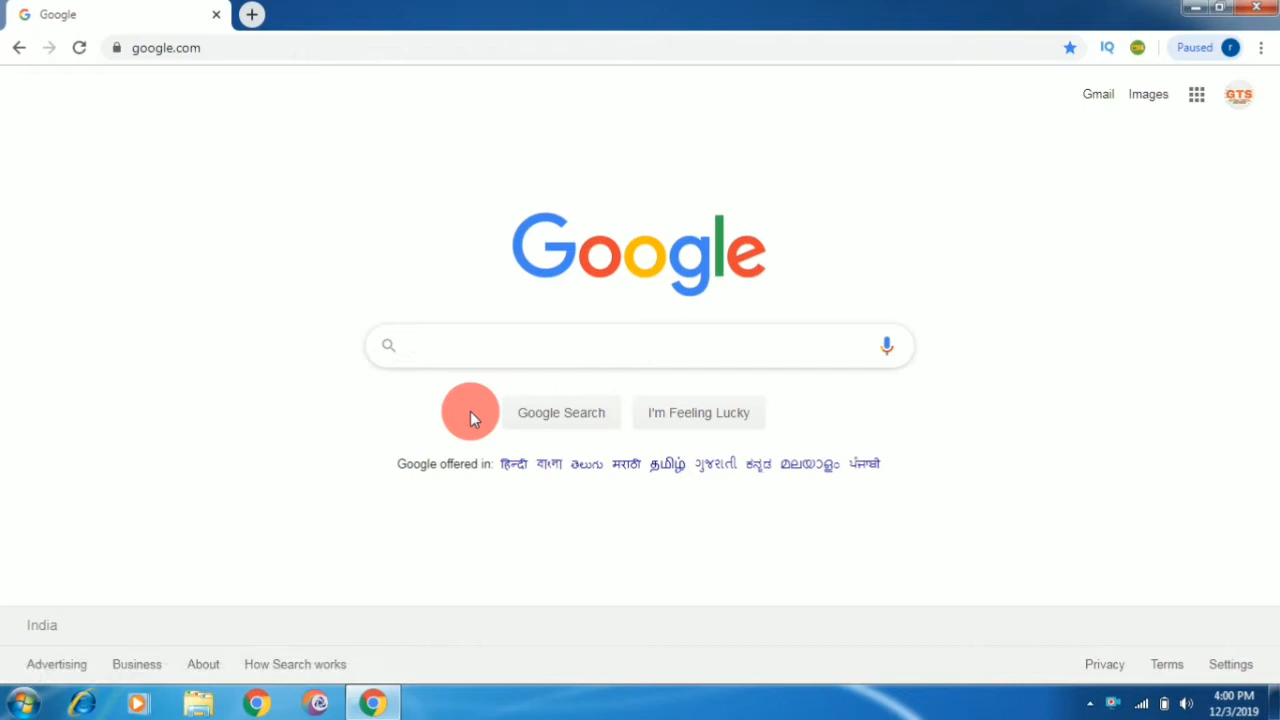 Google
google.com
IQ
Paused r
Gmail Images
GTS
Google
Google Search I'm Feeling Lucky
Google offered in: हिन्दी বাংলা తెలుగు मराठी தமிழ் ગુજરાતી ಕನ್ನಡ മലയാളം ਪੰਜਾਬੀ
India
Advertising Business About How Search works Privacy Terms Settings
4:00 PM
12/3/2019